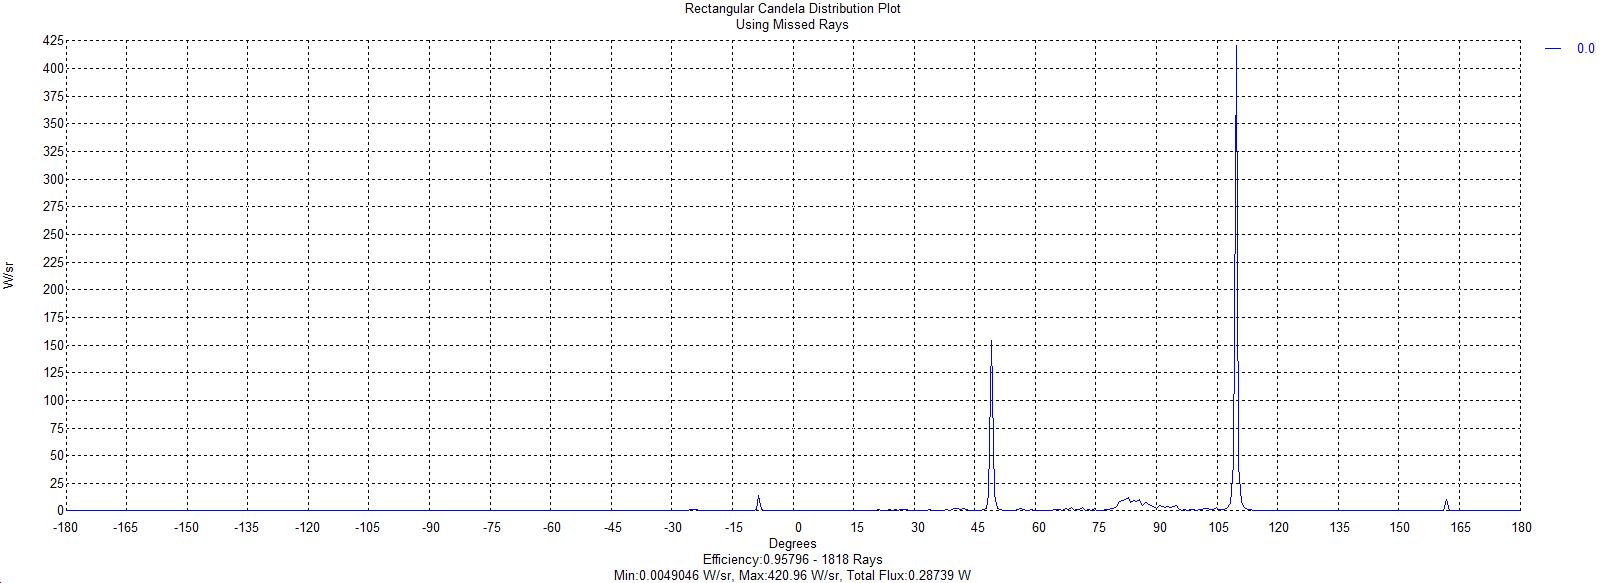 Rectangular Candela Distribution Plot
Using Missed Rays
425
400
375
350
325
300
275
250
225
200
175
150
125
100
75
50
25
0
W/sr
0.0
-180 -165 -150 -135 -120 -105 -90 -75 -60 -45 -30 -15 0 15 30 45 60 75 90 105 120 135 150 165 180
Degrees
Efficiency:0.95796 - 1818 Rays
Min:0.0049046 W/sr, Max:420.96 W/sr, Total Flux:0.28739 W